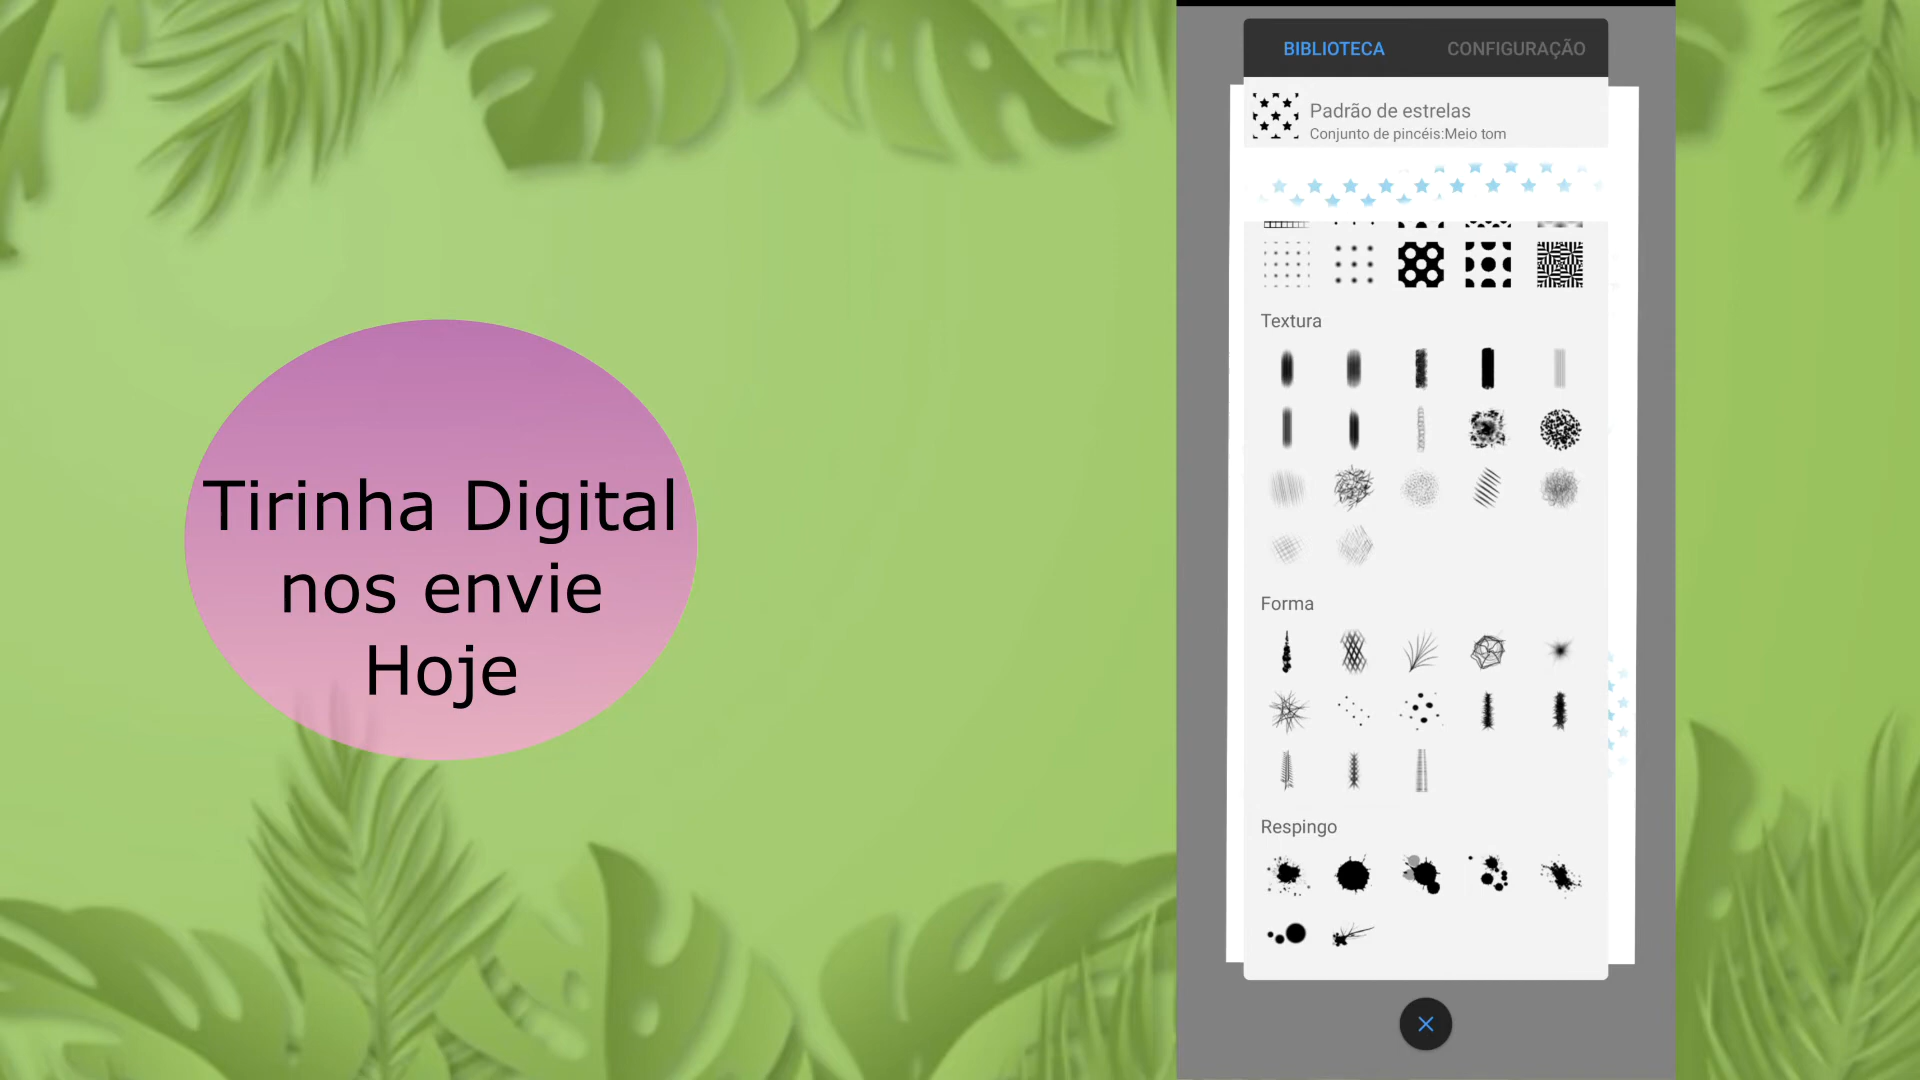 Tirinha Digital
nos envie
Hoje
BIBLIOTECA
CONFIGURAÇÃO
Padrão de estrelas
Conjunto de pincéis:Meio tom
Textura
Forma
Respingo